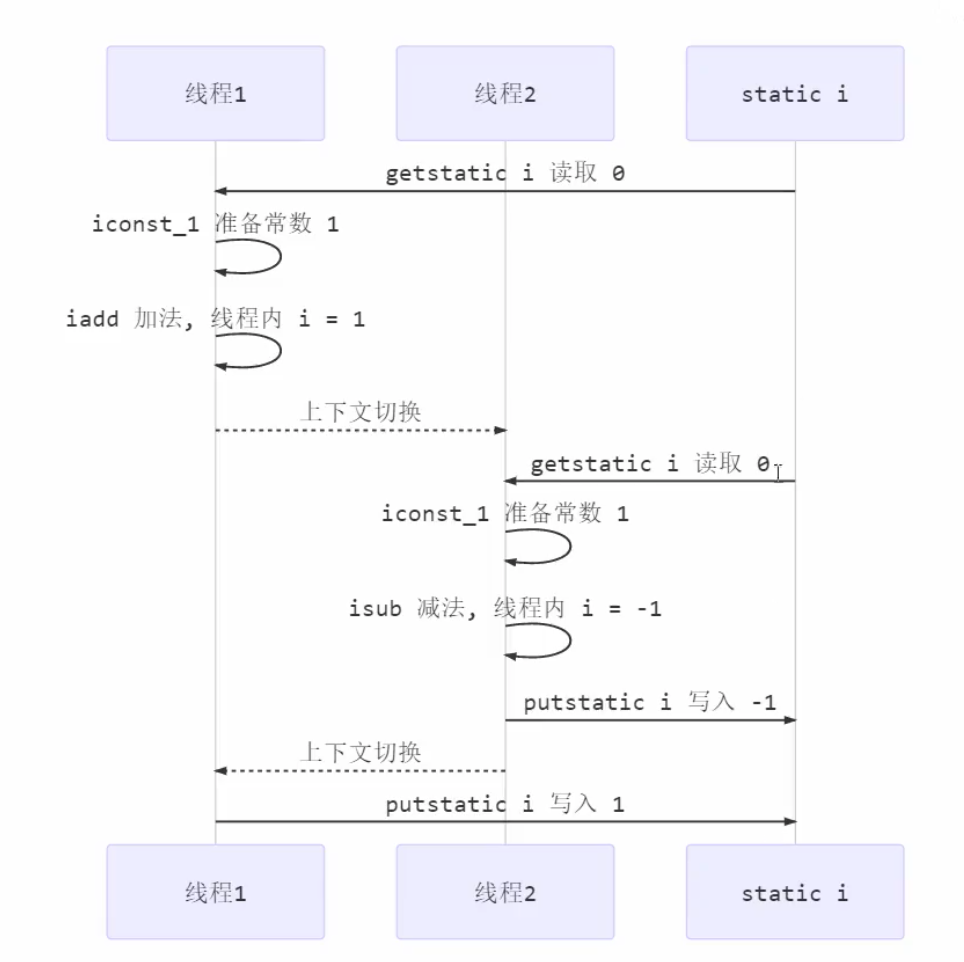 线程1
线程2
static i
getstatic i 读取 0
iconst_1 准备常数 1
iadd 加法, 线程内 i = 1
上下文切换
getstatic i 读取 0
iconst_1 准备常数 1
isub 减法, 线程内 i = -1
putstatic i 写入 -1
上下文切换
putstatic i 写入 1
线程1
线程2
static i